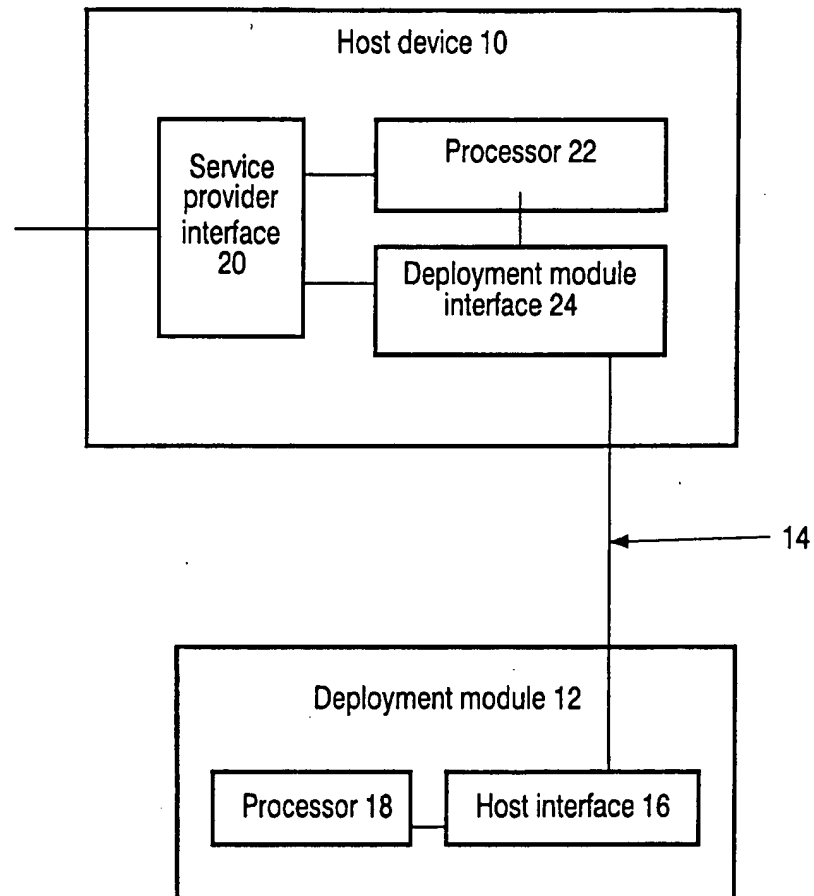 Host device 10
Service
provider
interface
20
Processor 22
Deployment module
interface 24
14
Deployment module 12
Processor 18
Host interface 16